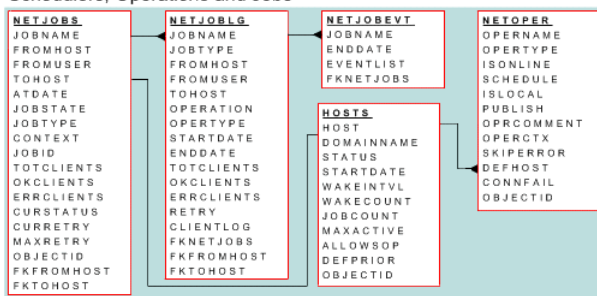 Schedulers, Operations and Jobs
NETJOBS
JOBNAME
FROMHOST
FROMUSER
TOHOST
ATDATE
JOBSTATE
JOBTYPE
CONTEXT
JOBID
TOTCLIENTS
OKCLIENTS
ERRCLIENTS
CURSTATUS
CURRETRY
MAXRETRY
OBJECTID
FKFROMHOST
FKTOHOST
NETJOBLG
JOBNAME
JOBTYPE
FROMHOST
FROMUSER
TOHOST
OPERATION
OPERTYPE
STARTDATE
ENDDATE
TOTCLIENTS
OKCLIENTS
ERRCLIENTS
RETRY
CLIENTLOG
FKNETJOBS
FKFROMHOST
FKTOHOST
NETJOBEVT
JOBNAME
ENDDATE
EVENTLIST
FKNETJOBS
HOSTS
HOST
DOMAINNAME
STATUS
STARTDATE
WAKEINTVL
WAKECOUNT
JOBCOUNT
MAXACTIVE
ALLOWSOP
DEFPRIOR
OBJECTID
NETOPER
OPERNAME
OPERTYPE
ISONLINE
SCHEDULE
ISLOCAL
PUBLISH
OPRCOMMENT
OPERCTX
SKIPERROR
DEFHOST
CONNFAIL
OBJECTID